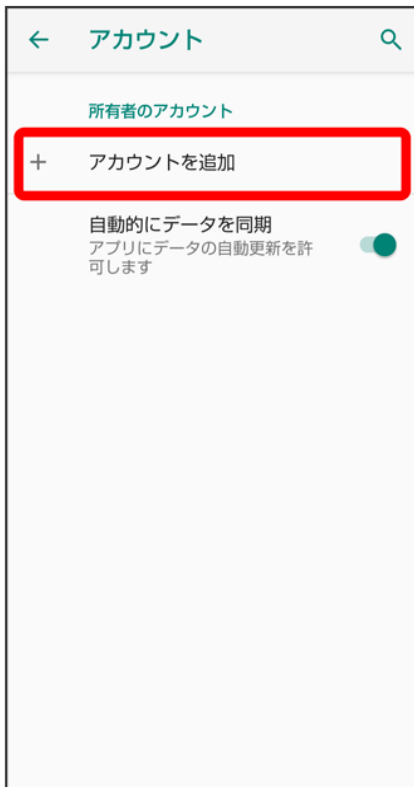 アカウント
所有者のアカウント
アカウントを追加
自動的にデータを同期
アプリにデータの自動更新を許
可します